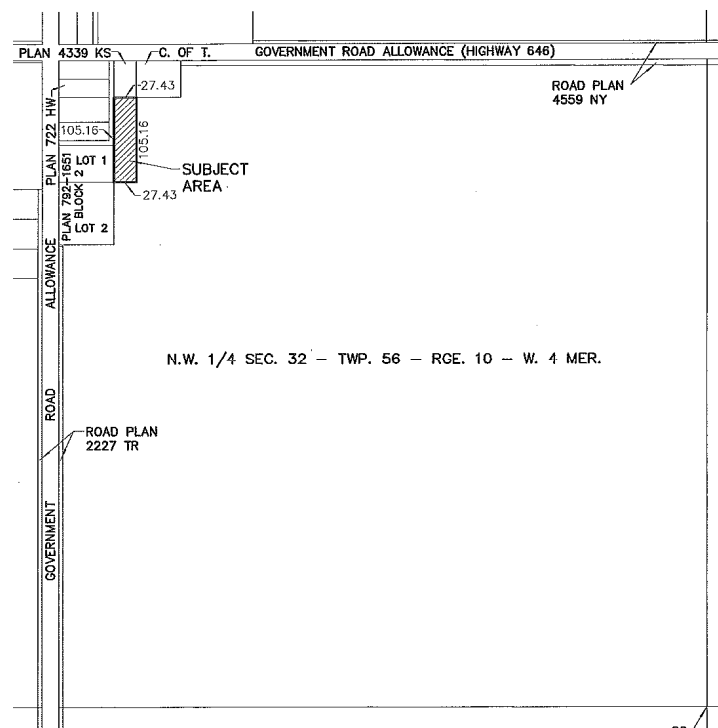 PLAN 4339 KS
C. OF T.
GOVERNMENT ROAD ALLOWANCE (HIGHWAY 646)
ROAD PLAN
4559 NY
27.43
PLAN 722 HW
105.16
105.16
LOT 1
SUBJECT
AREA
27.43
PLAN 792-1651
BLOCK 2
LOT 2
N.W. 1/4 SEC. 32 - TWP. 56 - RGE. 10 - W. 4 MER.
GOVERNMENT ROAD ALLOWANCE
ROAD PLAN
2227 TR